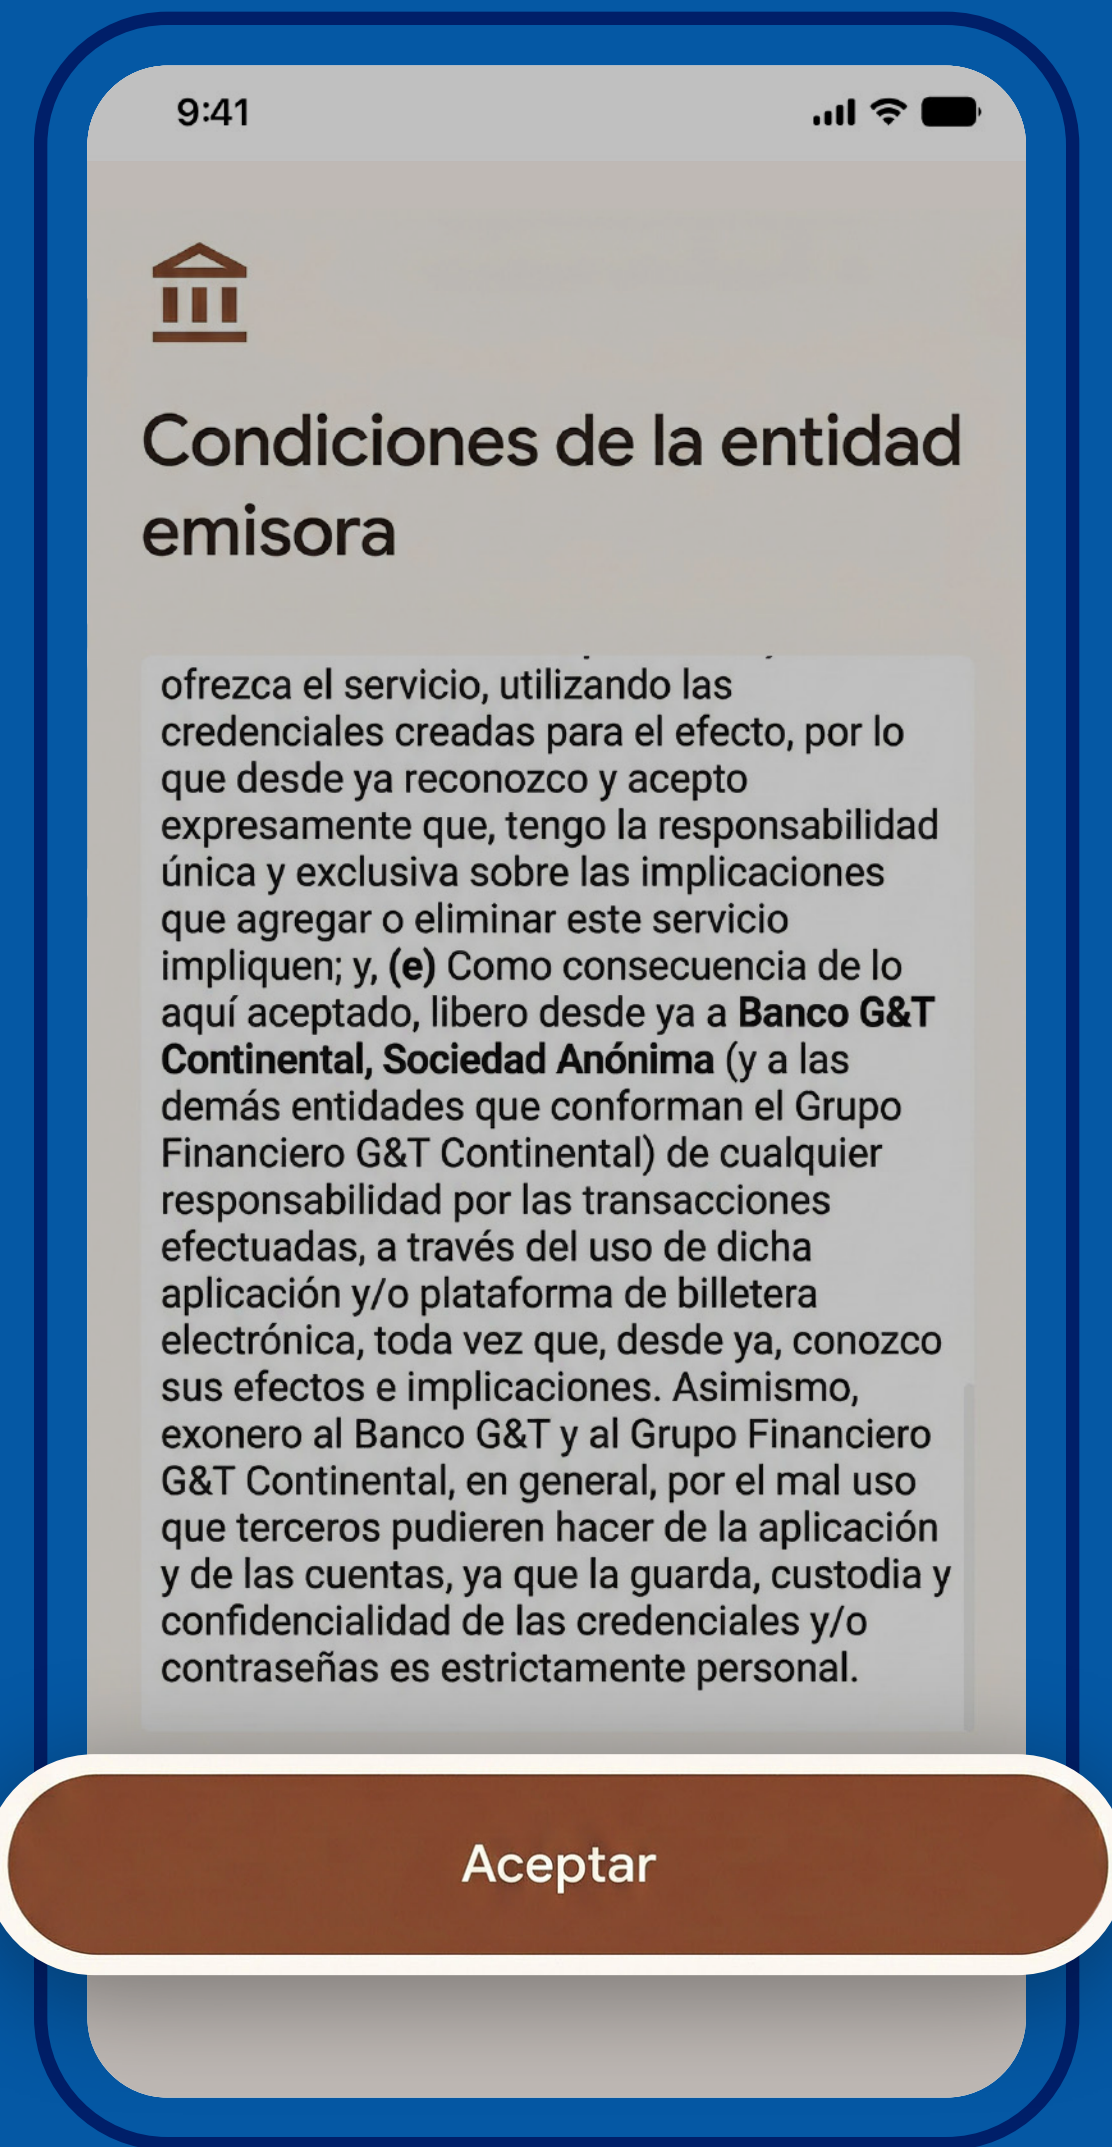 9:41
Condiciones de la entidad
emisora
ofrezca el servicio, utilizando las
credenciales creadas para el efecto, por lo
que desde ya reconozco y acepto
expresamente que, tengo la responsabilidad
única y exclusiva sobre las implicaciones
que agregar o eliminar este servicio
impliquen; y, (e) Como consecuencia de lo
aquí aceptado, libero desde ya a Banco G&T
Continental, Sociedad Anónima (y a las
demás entidades que conforman el Grupo
Financiero G&T Continental) de cualquier
responsabilidad por las transacciones
efectuadas, a través del uso de dicha
aplicación y/o plataforma de billetera
electrónica, toda vez que, desde ya, conozco
sus efectos e implicaciones. Asimismo,
exonero al Banco G&T y al Grupo Financiero
G&T Continental, en general, por el mal uso
que terceros pudieren hacer de la aplicación
y de las cuentas, ya que la guarda, custodia y
confidencialidad de las credenciales y/o
contraseñas es estrictamente personal.
Aceptar